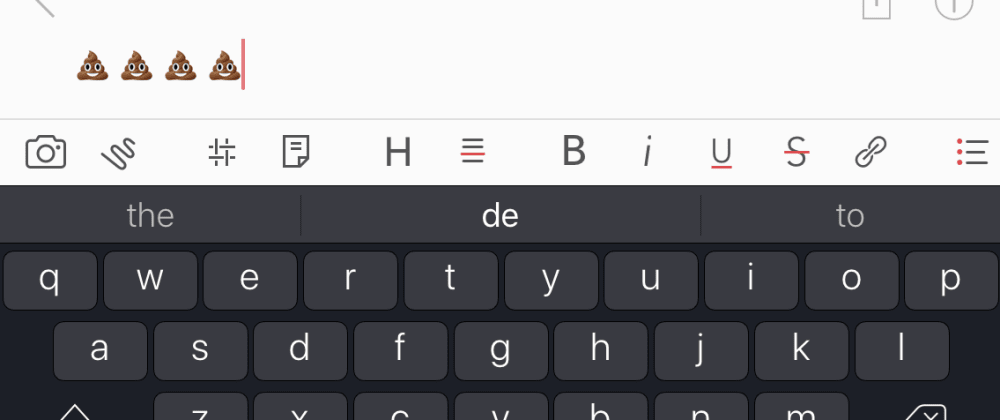 💩 💩 💩 💩
H B i U S
the de to
q w e r t y u i o p
a s d f g h j k l
z x c v b n m